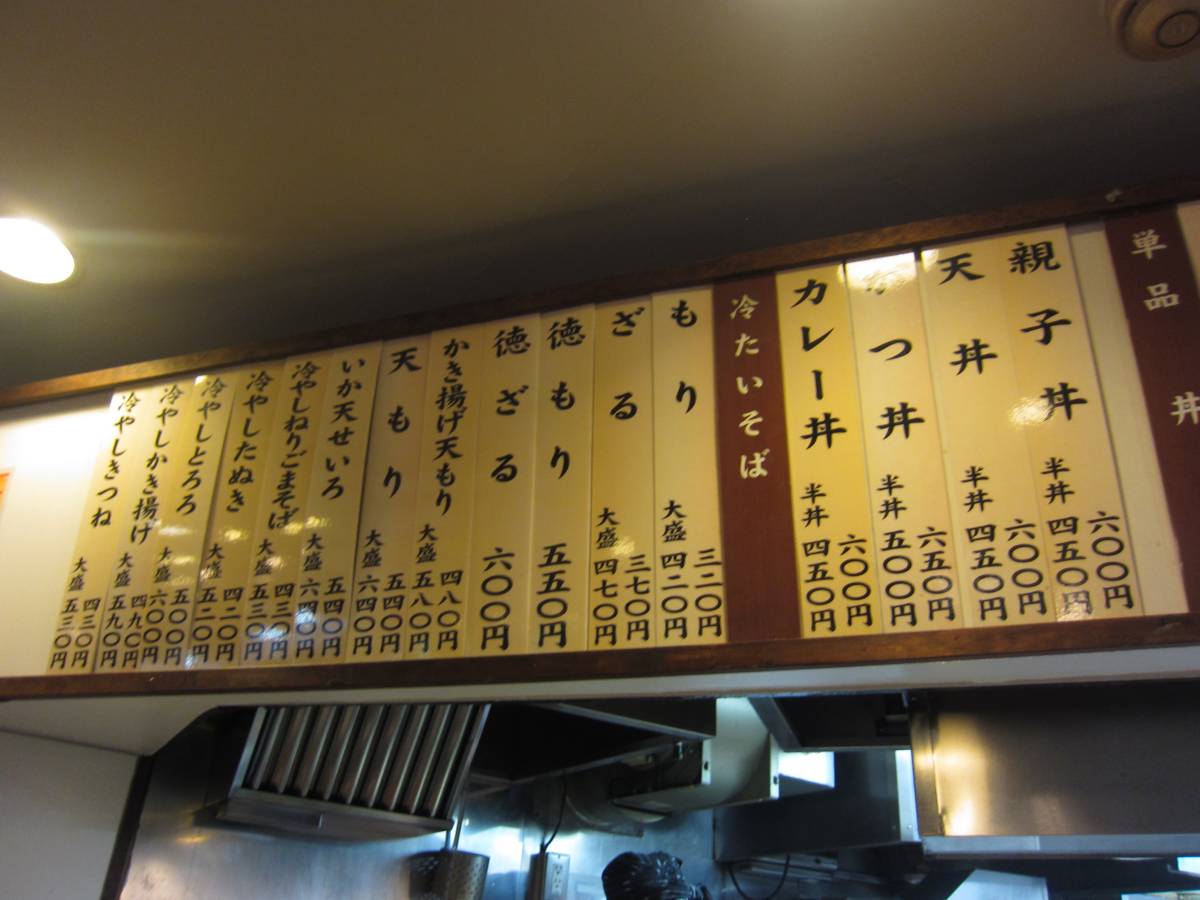 単品 丼
親子丼 六〇〇円
半丼 四五〇円
天丼 六〇〇円
半丼 四五〇円
つ丼 六五〇円
半丼 五〇〇円
カレー丼 六〇〇円
半丼 四五〇円
冷たいそば
もり 三二〇円
大盛 四二〇円
ざる 三七〇円
大盛 四七〇円
徳もり 五五〇円
徳ざる 六〇〇円
かき揚げ天もり 四八〇円
大盛 五八〇円
天もり 五四〇円
大盛 六四〇円
いか天せいろ 五四〇円
大盛 六四〇円
冷やしねりごまそば 四三〇円
大盛 五三〇円
冷やしたぬき 四二〇円
大盛 五二〇円
冷やしとろろ 五〇〇円
大盛 六〇〇円
冷やしかき揚げ 四九〇円
大盛 五九〇円
冷やしきつね 四三〇円
大盛 五三〇円